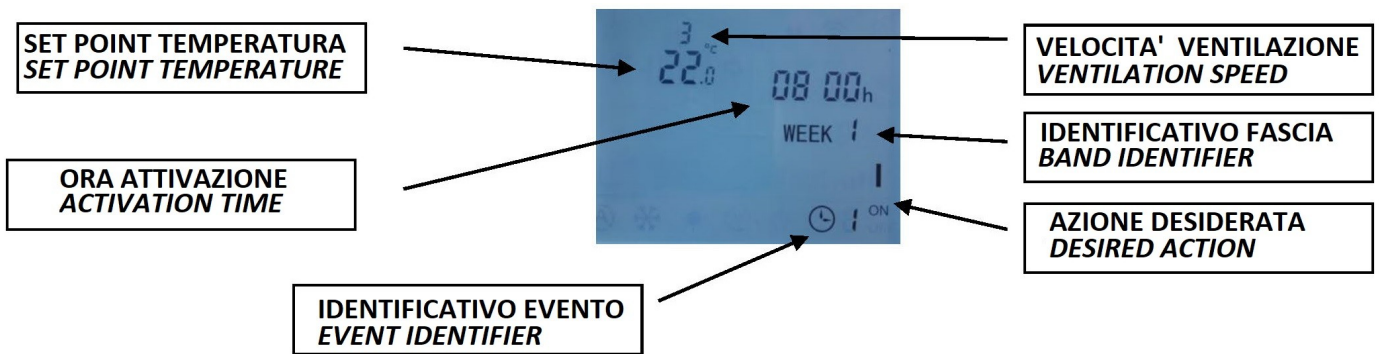 SET POINT TEMPERATURA
SET POINT TEMPERATURE
3
°C
22.0
VELOCITA' VENTILAZIONE
VENTILATION SPEED
08 00h
WEEK 1
IDENTIFICATIVO FASCIA
BAND IDENTIFIER
ORA ATTIVAZIONE
ACTIVATION TIME
1 ON
AZIONE DESIDERATA
DESIRED ACTION
IDENTIFICATIVO EVENTO
EVENT IDENTIFIER